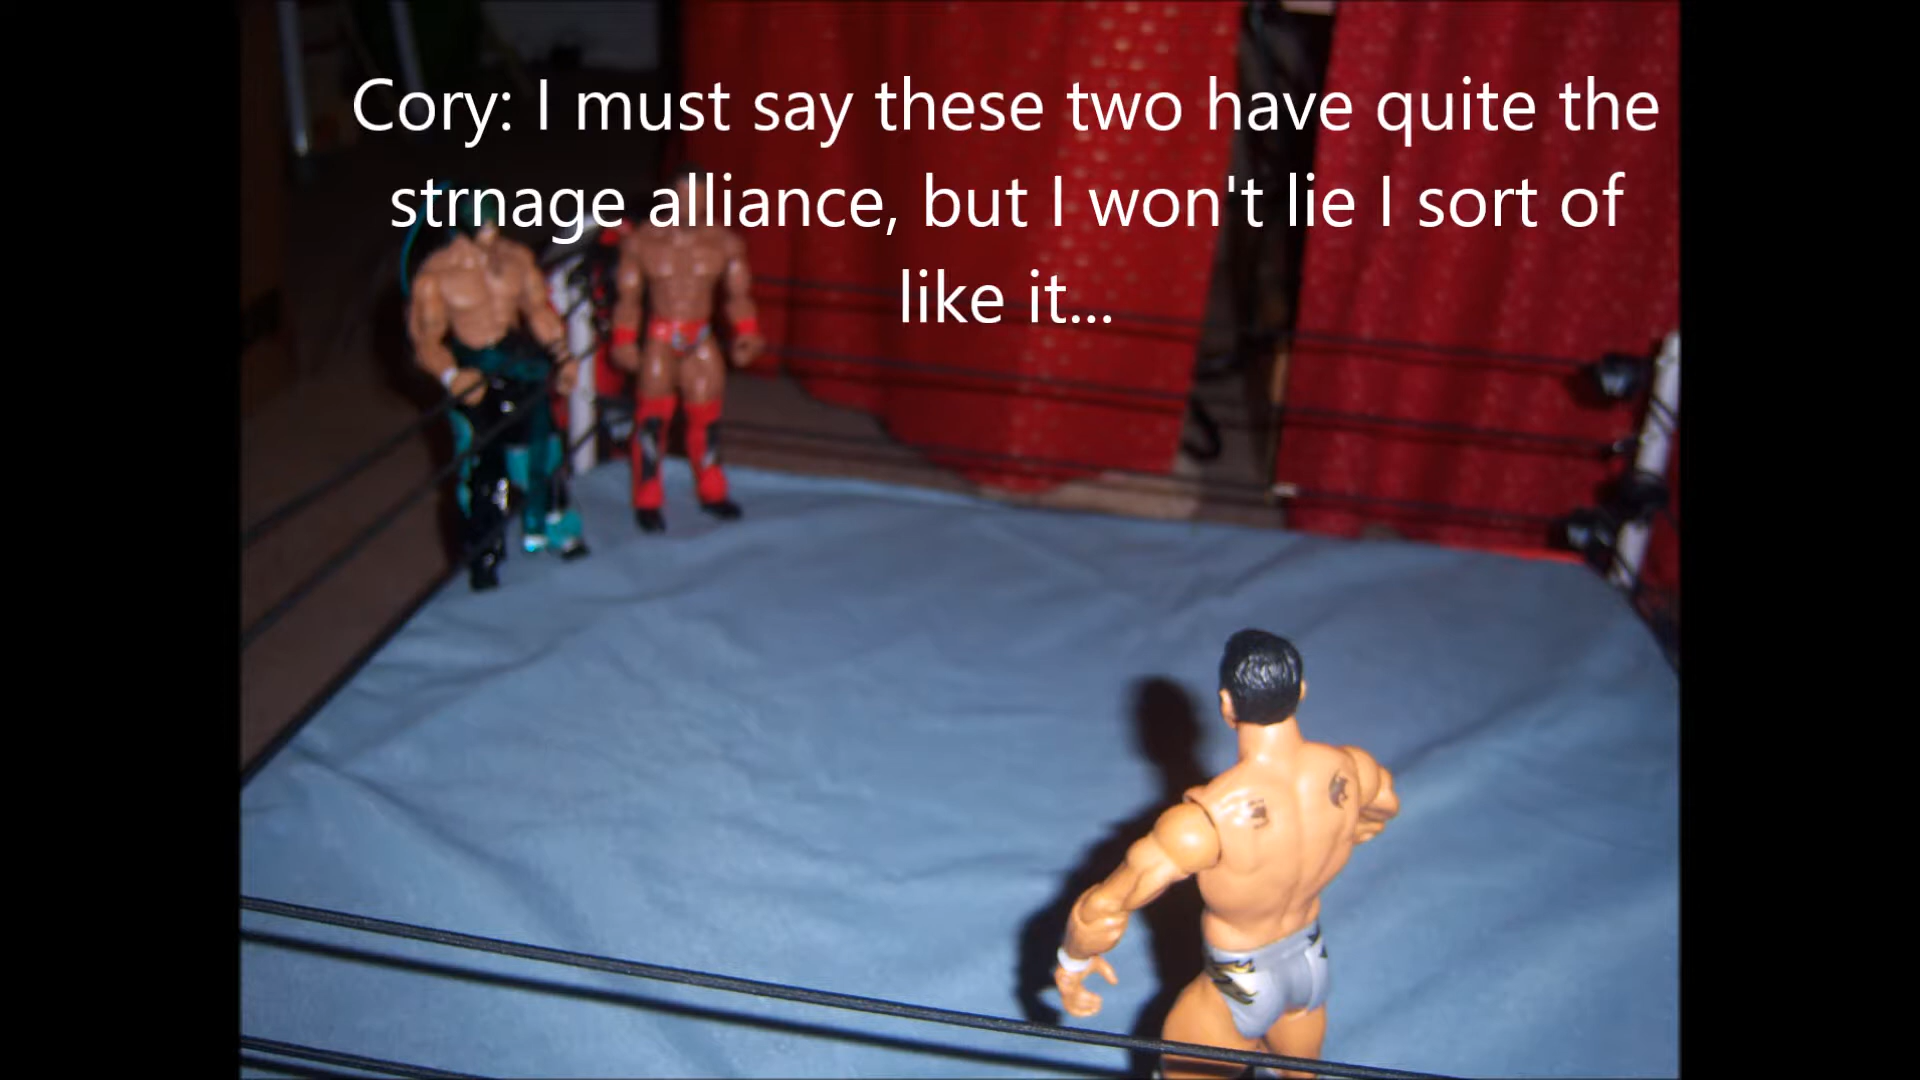 Cory: I must say these two have quite the
strnage alliance, but I won't lie I sort of
like it...